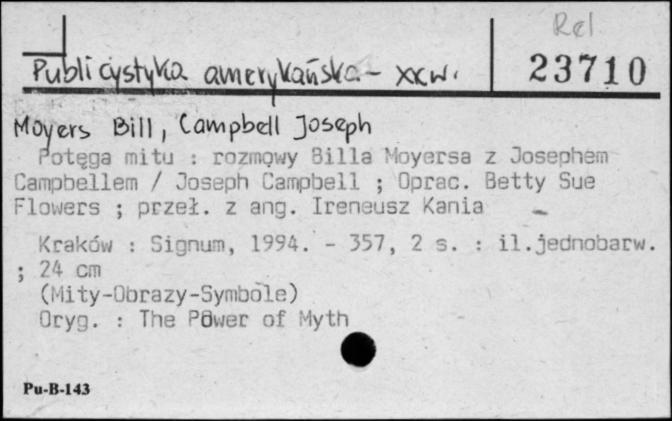 Rel
Publicystyka amerykańska - XXw.
23710
Moyers Bill, Campbell Joseph
Potęga mitu : rozmowy Billa Moyersa z Josephem
Campbellem / Joseph Campbell ; Oprac. Betty Sue
Flowers ; przeł. z ang. Ireneusz Kania
Kraków : Signum, 1994. - 357, 2 s. : il.jednobarw.
; 24 cm
(Mity-Obrazy-Symbole)
Oryg. : The Power of Myth
Pu-B-143